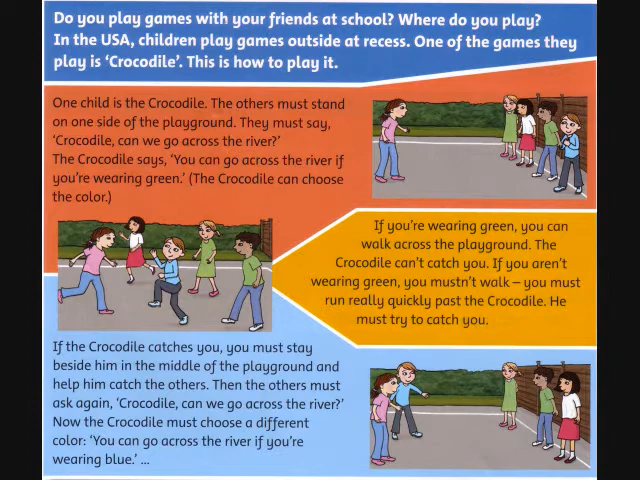 Do you play games with your friends at school? Where do you play?
In the USA, children play games outside at recess. One of the games they
play is ‘Crocodile’. This is how to play it.
One child is the Crocodile. The others must stand
on one side of the playground. They must say,
‘Crocodile, can we go across the river?’
The Crocodile says, ‘You can go across the river if
you’re wearing green.’ (The Crocodile can choose
the color.)
If you’re wearing green, you can
walk across the playground. The
Crocodile can’t catch you. If you aren’t
wearing green, you mustn’t walk – you must
run really quickly past the Crocodile. He
must try to catch you.
If the Crocodile catches you, you must stay
beside him in the middle of the playground and
help him catch the others. Then the others must
ask again, ‘Crocodile, can we go across the river?’
Now the Crocodile must choose a different
color: ‘You can go across the river if you’re
wearing blue.’ ...